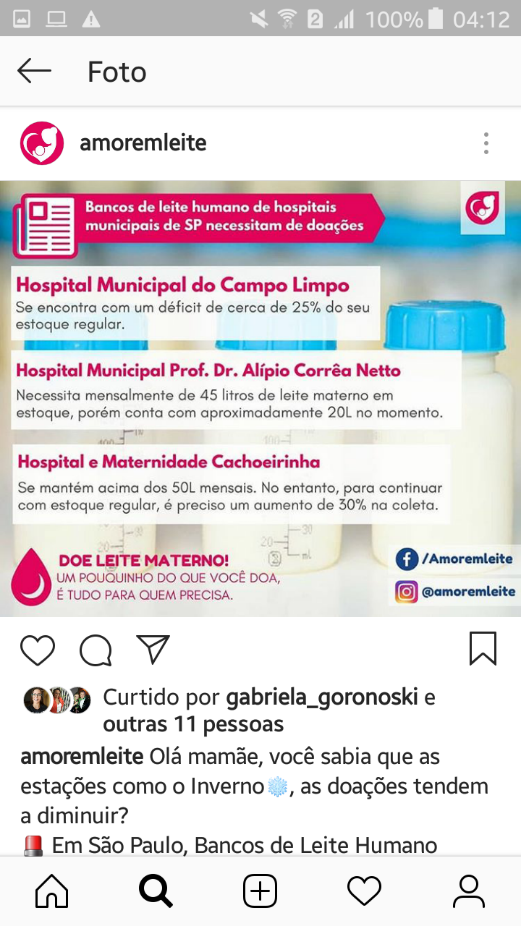 2 100% 04:12
Foto
amoremleite
Bancos de leite humano de hospitais
municipais de SP necessitam de doações
Hospital Municipal do Campo Limpo
Se encontra com um déficit de cerca de 25% do seu
estoque regular.
Hospital Municipal Prof. Dr. Alípio Corrêa Netto
Necessita mensalmente de 45 litros de leite materno em
estoque, porém conta com aproximadamente 20L no momento.
Hospital e Maternidade Cachoeirinha
Se mantém acima dos 50L mensais. No entanto, para continuar
com estoque regular, é preciso um aumento de 30% na coleta.
20
30
ml
DOE LEITE MATERNO!
UM POUQUINHO DO QUE VOCÊ DOA,
É TUDO PARA QUEM PRECISA.
/Amoremleite
@amoremleite
Curtido por gabriela_goronoski e
outras 11 pessoas
amoremleite Olá mamãe, você sabia que as
estações como o Inverno❄️, as doações tendem
a diminuir?
🚨 Em São Paulo, Bancos de Leite Humano